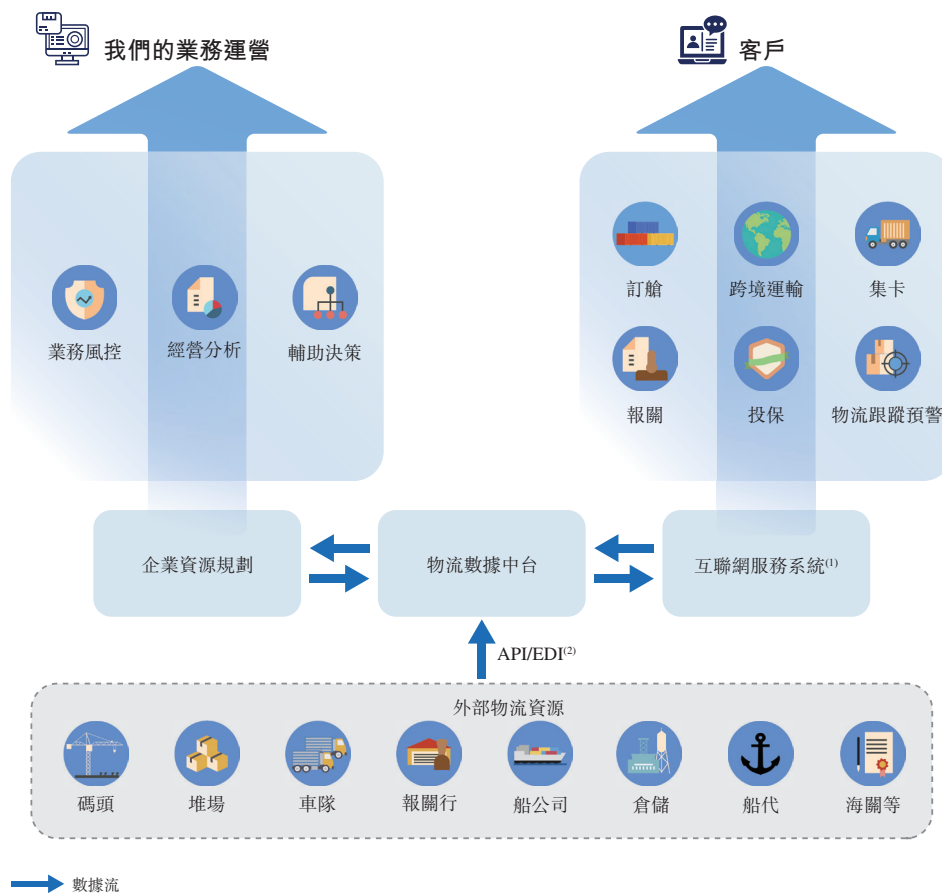 我們的業務運營
客戶
訂艙
跨境運輸
集卡
業務風控
經營分析
輔助決策
報關
投保
物流跟蹤預警
企業資源規劃
物流數據中台
互聯網服務系統(1)
API/EDI(2)
外部物流資源
碼頭
堆場
車隊
報關行
船公司
倉儲
船代
海關等
數據流